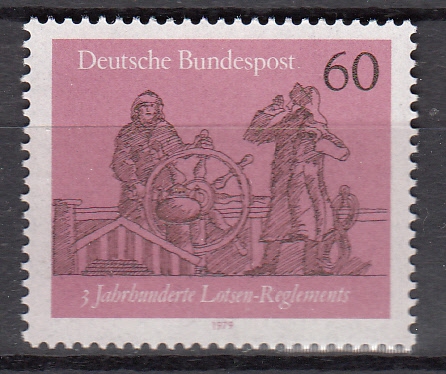 Deutsche Bundespost 60
3 Jahrhunderte Lotsen-Reglements
1979